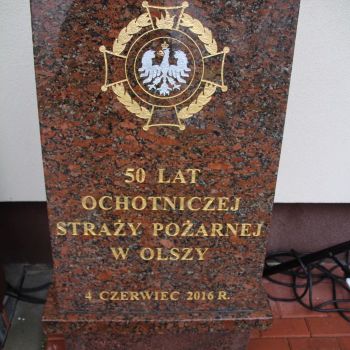 50 LAT
OCHOTNICZEJ
STRAŻY POŻARNEJ
W OLSZY
4 CZERWIEC 2016 R.